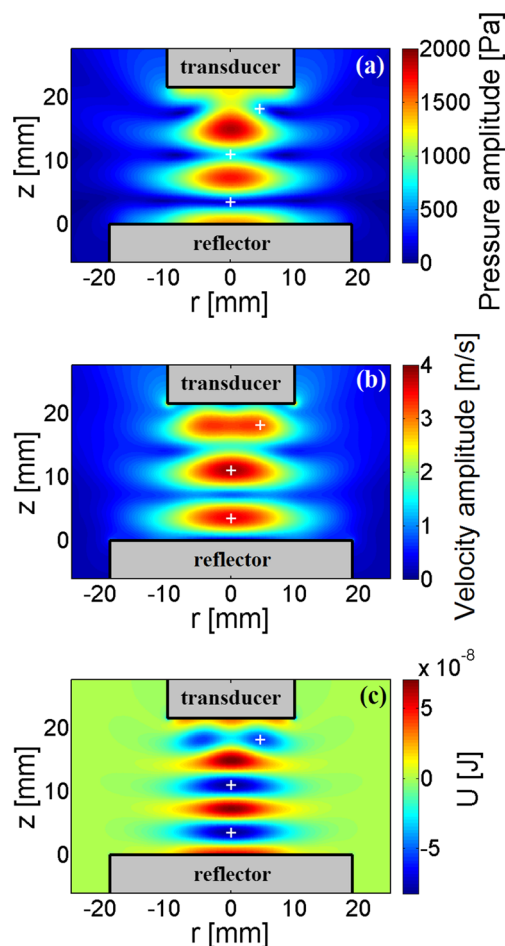 transducer
(a)
reflector
z [mm]
20
10
0
-20
-10
0
10
20
r [mm]
2000
1500
1000
500
0
Pressure amplitude [Pa]
transducer
(b)
reflector
z [mm]
20
10
0
-20
-10
0
10
20
r [mm]
4
3
2
1
0
Velocity amplitude [m/s]
transducer
(c)
reflector
z [mm]
20
10
0
-20
-10
0
10
20
r [mm]
x 10-8
5
0
-5
U [J]